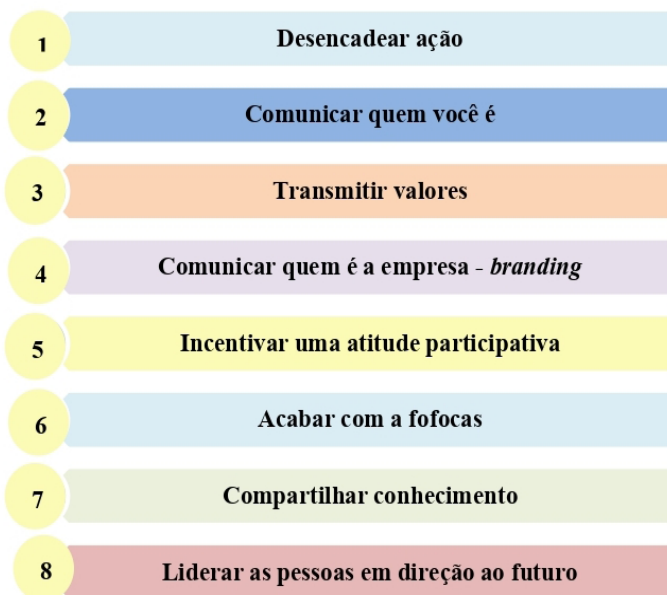 1 Desencadear ação
2 Comunicar quem você é
3 Transmitir valores
4 Comunicar quem é a empresa - branding
5 Incentivar uma atitude participativa
6 Acabar com a fofocas
7 Compartilhar conhecimento
8 Liderar as pessoas em direção ao futuro